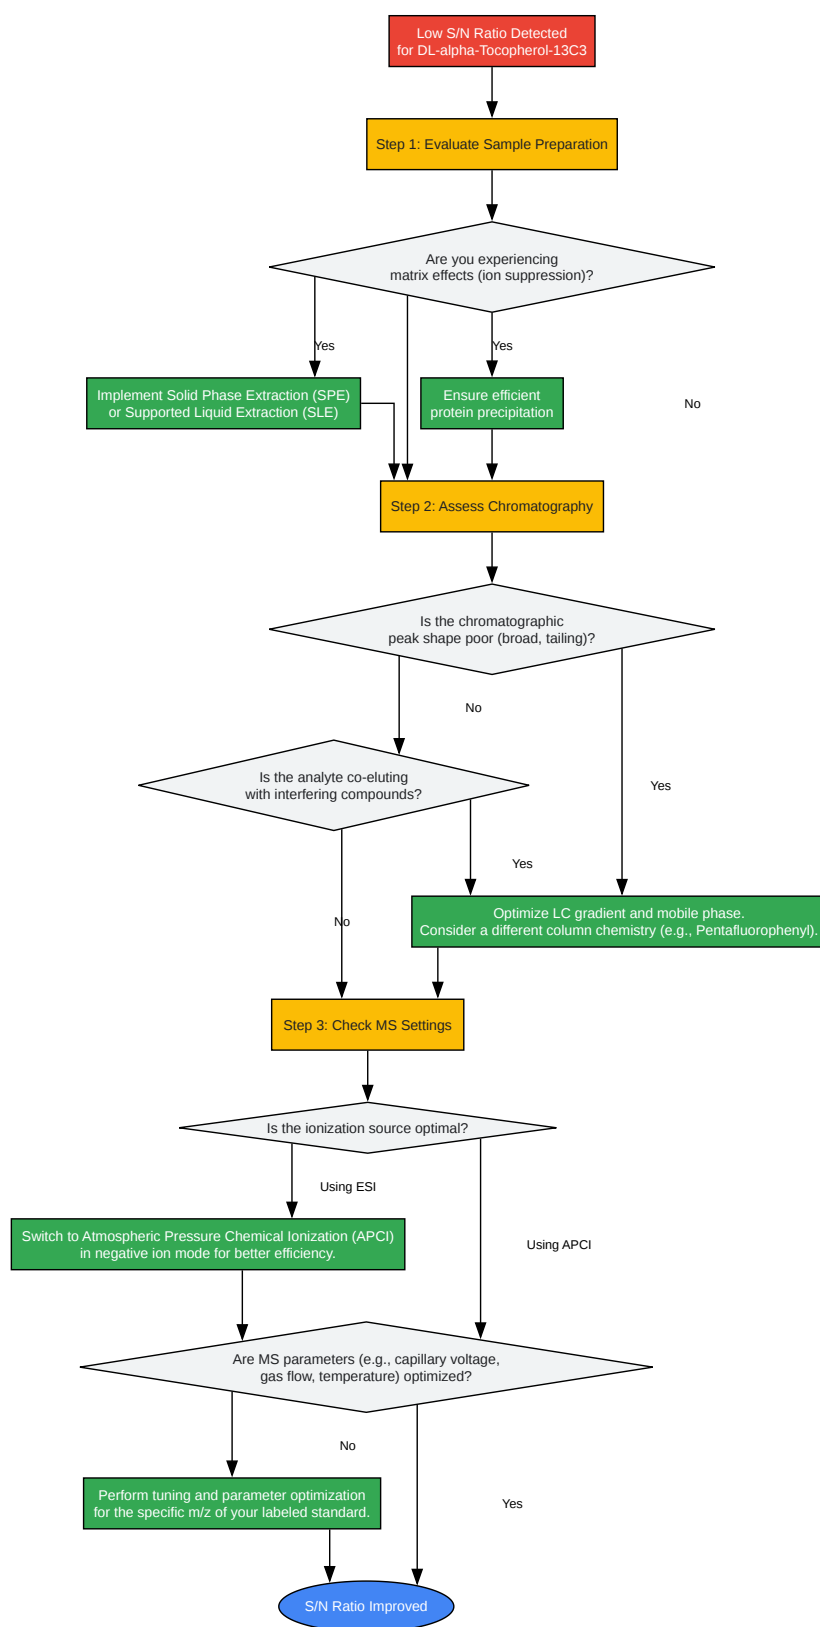 Low S/N Ratio Detected
for DL-alpha-Tocopherol-13C3
Step 1: Evaluate Sample Preparation
Are you experiencing
matrix effects (ion suppression)?
Yes
Yes
Implement Solid Phase Extraction (SPE)
or Supported Liquid Extraction (SLE)
Ensure efficient
protein precipitation
No
Step 2: Assess Chromatography
Is the chromatographic
peak shape poor (broad, tailing)?
No
Is the analyte co-eluting
with interfering compounds?
Yes
Yes
No
Optimize LC gradient and mobile phase.
Consider a different column chemistry (e.g., Pentafluorophenyl).
Step 3: Check MS Settings
Is the ionization source optimal?
Using ESI
Switch to Atmospheric Pressure Chemical Ionization (APCI)
in negative ion mode for better efficiency.
Using APCI
Are MS parameters (e.g., capillary voltage,
gas flow, temperature) optimized?
No
Perform tuning and parameter optimization
for the specific m/z of your labeled standard.
Yes
S/N Ratio Improved